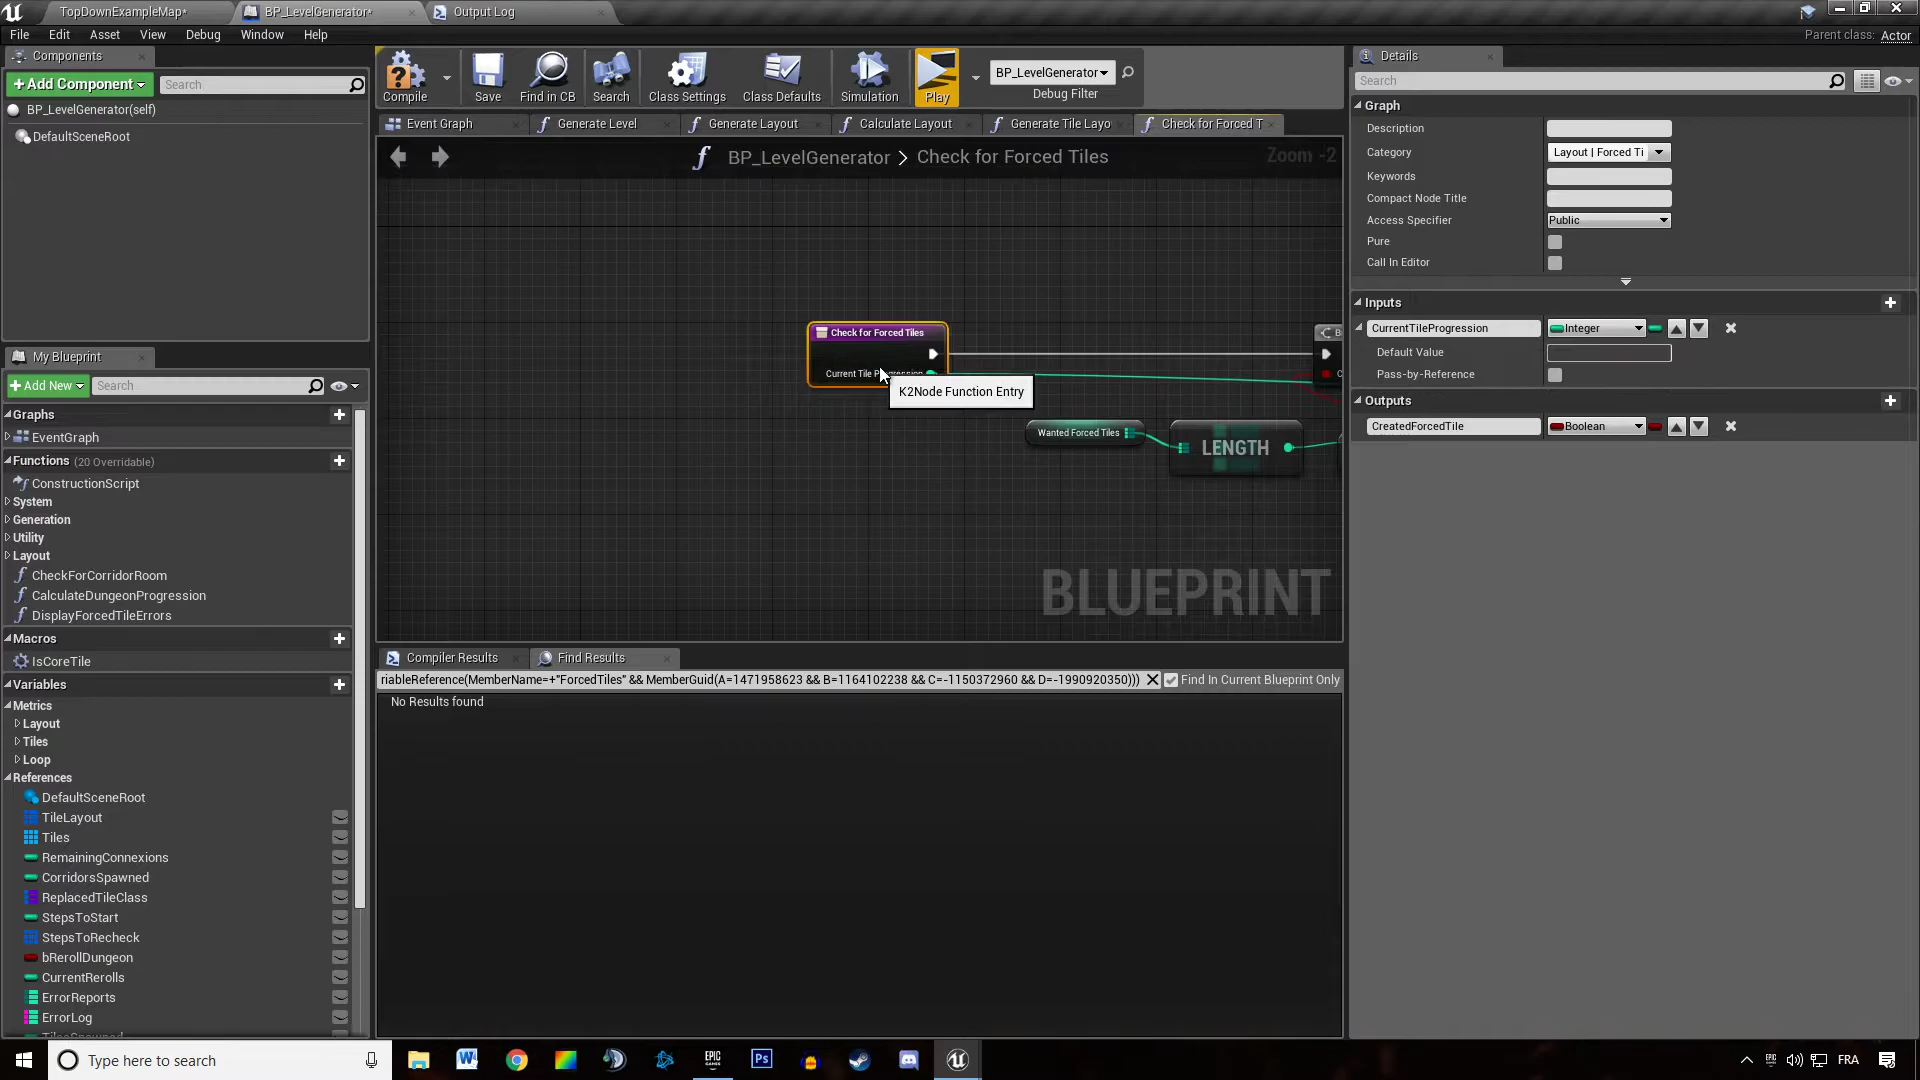 TopDownExampleMap*
BP_LevelGenerator*
Output Log
File
Edit
Asset
View
Debug
Window
Help
Parent class: Actor
Components
+Add Component
Search
BP_LevelGenerator(self)
DefaultSceneRoot
My Blueprint
+Add New
Search
Graphs
EventGraph
Functions (20 Overridable)
ConstructionScript
System
Generation
Utility
Layout
CheckForCorridorRoom
CalculateDungeonProgression
DisplayForcedTileErrors
Macros
IsCoreTile
Variables
Metrics
Layout
Tiles
Loop
References
DefaultSceneRoot
TileLayout
Tiles
RemainingConnexions
CorridorsSpawned
ReplacedTileClass
StepsToStart
StepsToRecheck
bRerollDungeon
CurrentRerolls
ErrorReports
ErrorLog
Compile
Save
Find in CB
Search
Class Settings
Class Defaults
Simulation
Play
BP_LevelGenerator
Debug Filter
Event Graph
Generate Level
Generate Layout
Calculate Layout
Generate Tile Layo
Check for Forced T
BP_LevelGenerator > Check for Forced Tiles
Zoom -2
Check for Forced Tiles
Current Tile Progression
K2Node Function Entry
Wanted Forced Tiles
LENGTH
BLUEPRINT
Compiler Results
Find Results
riableReference(MemberName=+"ForcedTiles" && MemberGuid(A=1471958623 && B=1164102238 && C=-1150372960 && D=-1990920350)))
Find In Current Blueprint Only
No Results found
Details
Search
Graph
Description
Category
Layout | Forced Ti
Keywords
Compact Node Title
Access Specifier
Public
Pure
Call In Editor
Inputs
CurrentTileProgression
Integer
Default Value
Pass-by-Reference
Outputs
CreatedForcedTile
Boolean
Type here to search
EPIC
GAMES
Ps
FRA